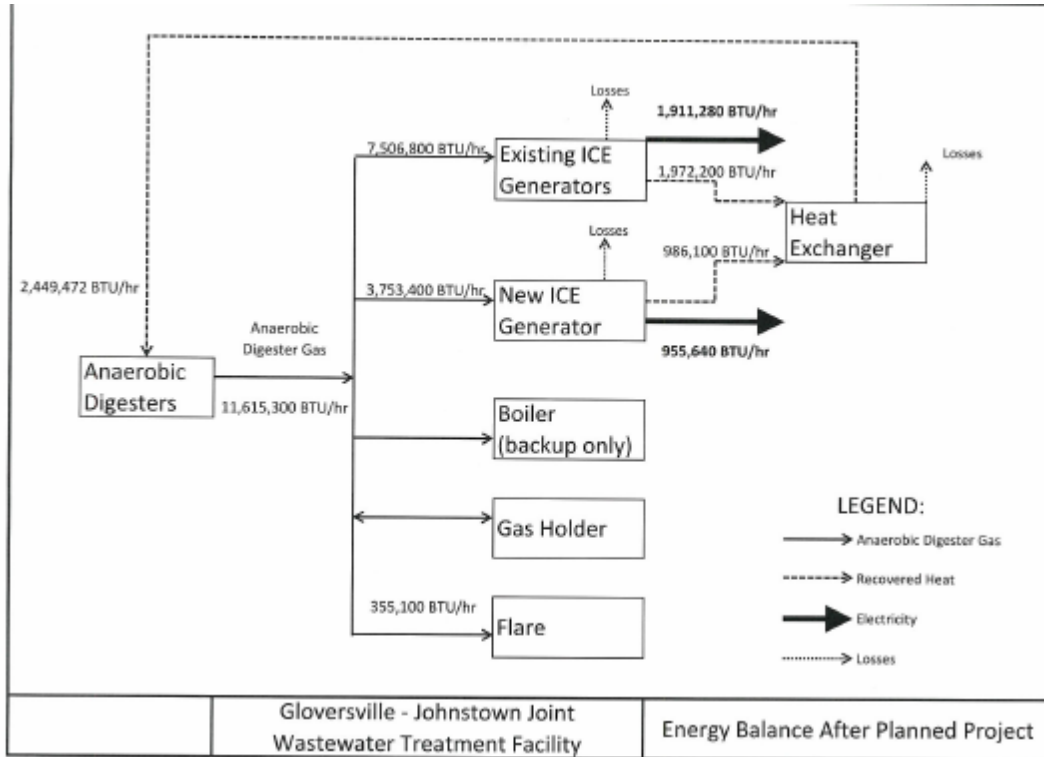 Losses
1,911,280 BTU/hr
7,506,800 BTU/hr
Existing ICE
Generators
1,972,200 BTU/hr
Losses
Heat
Exchanger
Losses
986,100 BTU/hr
2,449,472 BTU/hr
3,753,400 BTU/hr
New ICE
Generator
955,640 BTU/hr
Anaerobic
Digester Gas
Anaerobic
Digesters
11,615,300 BTU/hr
Boiler
(backup only)
Gas Holder
355,100 BTU/hr
Flare
LEGEND:
Anaerobic Digester Gas
Recovered Heat
Electricity
Losses
Gloversville - Johnstown Joint
Wastewater Treatment Facility
Energy Balance After Planned Project